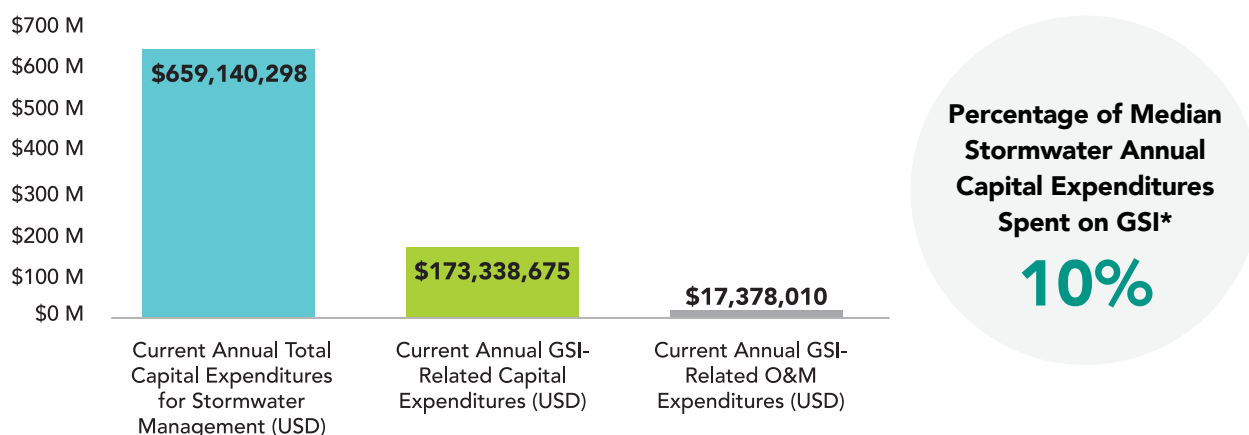 $700 M
$600 M
$500 M
$400 M
$300 M
$200 M
$100 M
$0 M
$659,140,298
$173,338,675
$17,378,010
Current Annual Total
Capital Expenditures
for Stormwater
Management (USD)
Current Annual GSI-
Related Capital
Expenditures (USD)
Current Annual GSI-
Related O&M
Expenditures (USD)
Percentage of Median
Stormwater Annual
Capital Expenditures
Spent on GSI*
10%